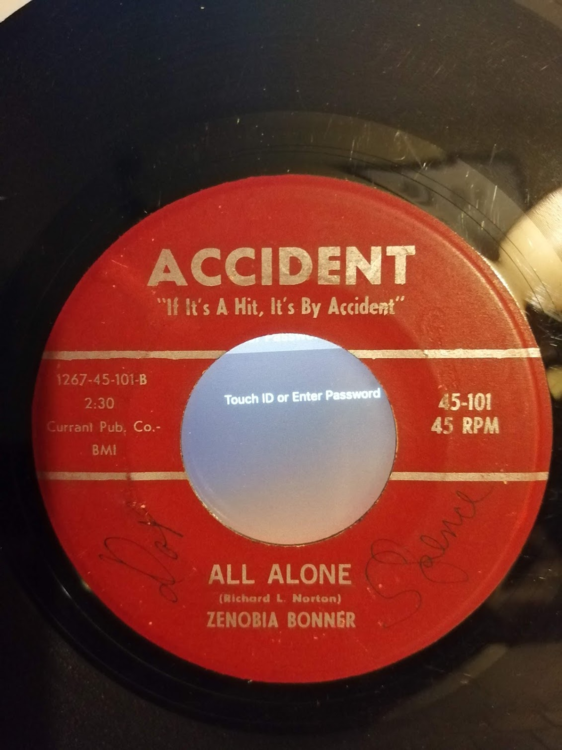 ACCIDENT
"If It's A Hit, It's By Accident"
1267-45-101-B
2:30
Currant Pub. Co.-
BMI
Touch ID or Enter Password
45-101
45 RPM
ALL ALONE
(Richard L. Norton)
ZENOBIA BONNER